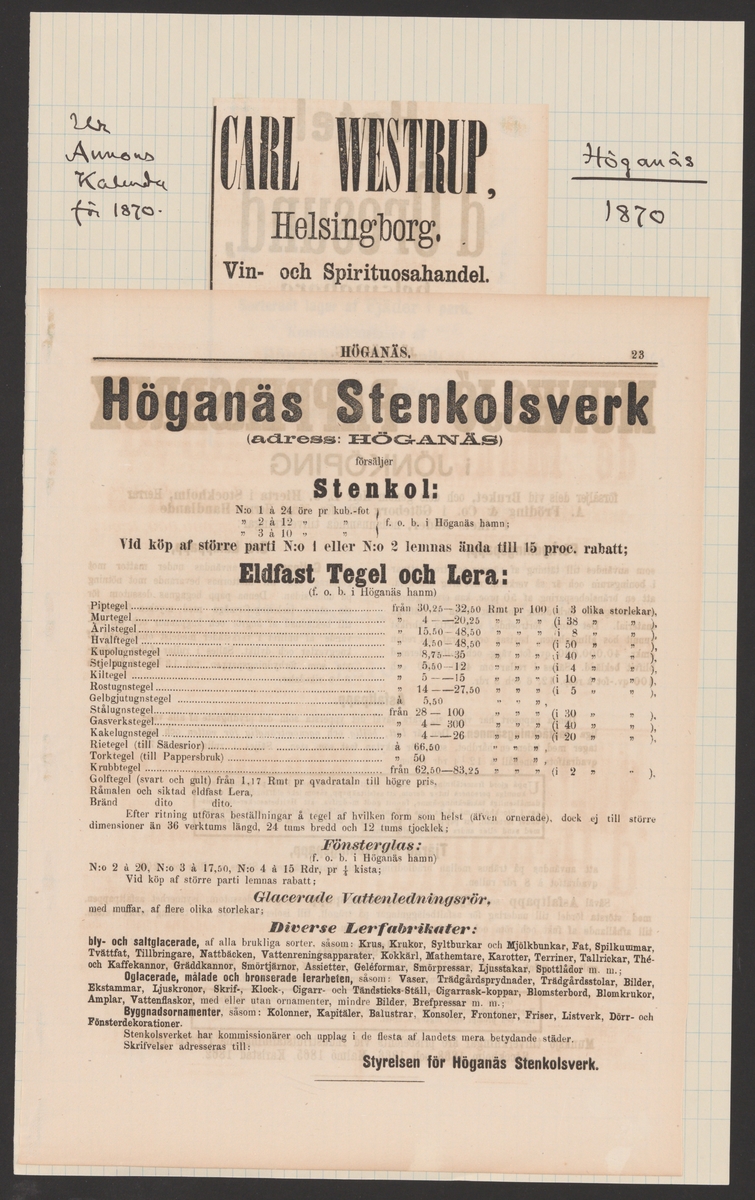 Ur
Annons
Kalender
för 1870.
Höganäs
1870
CARL WESTRUP,
Helsingborg.
Vin- och Spirituosahandel.
HÖGANÄS. 23
Höganäs Stenkolsverk
(adress: HÖGANÄS)
försäljer
Stenkol:
N:o 1 à 24 öre pr kub.-fot
" 2 à 12 " " f. o. b. i Höganäs hamn;
" 3 à 10 " "
Vid köp af större parti N:o 1 eller N:o 2 lemnas ända till 15 proc. rabatt;
Eldfast Tegel och Lera:
(f. o. b. i Höganäs hanm)
Piptegel från 30,25—32,50 Rmt pr 100 (i 3 olika storlekar),
Murtegel " 4 — —20,25 " " " (i 38 " " ),
Ärilstegel " 15,50—48,50 " " " (i 8 " " ),
Hvalftegel " 4,50—48,50 " " " (i 50 " " ),
Kupolugnstegel " 8,75—35 " " " (i 40 " " ),
Stjelpugnstegel " 5,50—12 " " " (i 4 " " ),
Kiltegel " 5 — —15 " " " (i 10 " " ),
Rostugnstegel " 14 — —27,50 " " " (i 5 " " ),
Gelbgjutugnstegel à 5,50 " " " ,
Stålugnstegel från 28 — 100 " " " (i 30 " " ),
Gasverkstegel " 4 — 300 " " " (i 40 " " ),
Kakelugnstegel " 4 — —26 " " " (i 20 " " ),
Rietegel (till Sädesrior) à 66,50 " " " ,
Torktegel (till Pappersbruk) " 50 " " " ,
Krubbtegel från 62,50—83,25 " " " (i 2 " " ).
Golftegel (svart och gult) från 1,17 Rmt pr qvadrataln till högre pris,
Råmalen och siktad eldfast Lera,
Bränd dito dito.
Efter ritning utföras beställningar å tegel af hvilken form som helst (äfven ornerade), dock ej till större
dimensioner än 36 verktums längd, 24 tums bredd och 12 tums tjocklek;
Fönsterglas:
(f. o. b. i Höganäs hamn)
N:o 2 à 20, N:o 3 à 17,50, N:o 4 à 15 Rdr, pr ¼ kista;
Vid köp af större parti lemnas rabatt;
Glacerade Vattenledningsrör,
med muffar, af flere olika storlekar;
Diverse Lerfabrikater:
bly- och saltglacerade, af alla brukliga sorter, såsom: Krus, Krukor, Syltburkar och Mjölkbunkar, Fat, Spilkummar,
Tvättfat, Tillbringare, Nattbäcken, Vattenreningsapparater, Kokkärl, Mathemtare, Karotter, Terriner, Tallrickar, Thé-
och Kaffekannor, Gräddkannor, Smörtjärnor, Assietter, Geléformar, Smörpressar, Ljusstakar, Spottlådor m. m.;
Oglacerade, målade och bronserade lerarbeten, såsom: Vaser, Trädgårdsprydnader, Trädgårdsstolar, Bilder,
Ekstammar, Ljuskronor, Skrif-, Klock-, Cigarr- och Tändsticks-Ställ, Cigarrask-koppar, Blomsterbord, Blomkrukor,
Amplar, Vattenflaskor, med eller utan ornamenter, mindre Bilder, Brefpressar m. m.;
Byggnadsornamenter, såsom: Kolonner, Kapitäler, Balustrar, Konsoler, Frontoner, Friser, Listverk, Dörr- och
Fönsterdekorationer.
Stenkolsverket har kommissionärer och upplag i de flesta af landets mera betydande städer.
Skrifvelser adresseras till:
Styrelsen för Höganäs Stenkolsverk.